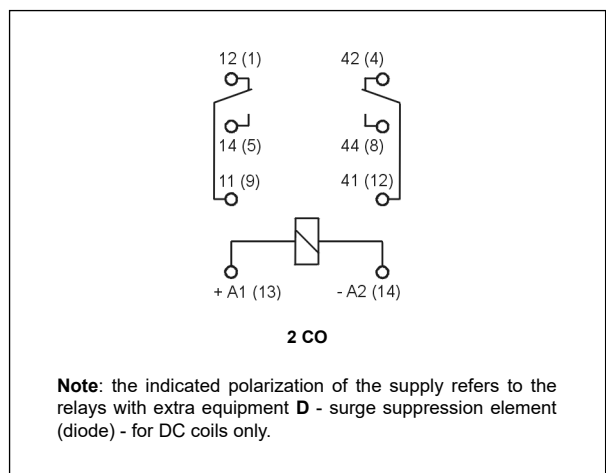 12 (1) 42 (4)
14 (5) 44 (8)
11 (9) 41 (12)
+ A1 (13) - A2 (14)
2 CO
Note: the indicated polarization of the supply refers to the
relays with extra equipment D - surge suppression element
(diode) - for DC coils only.